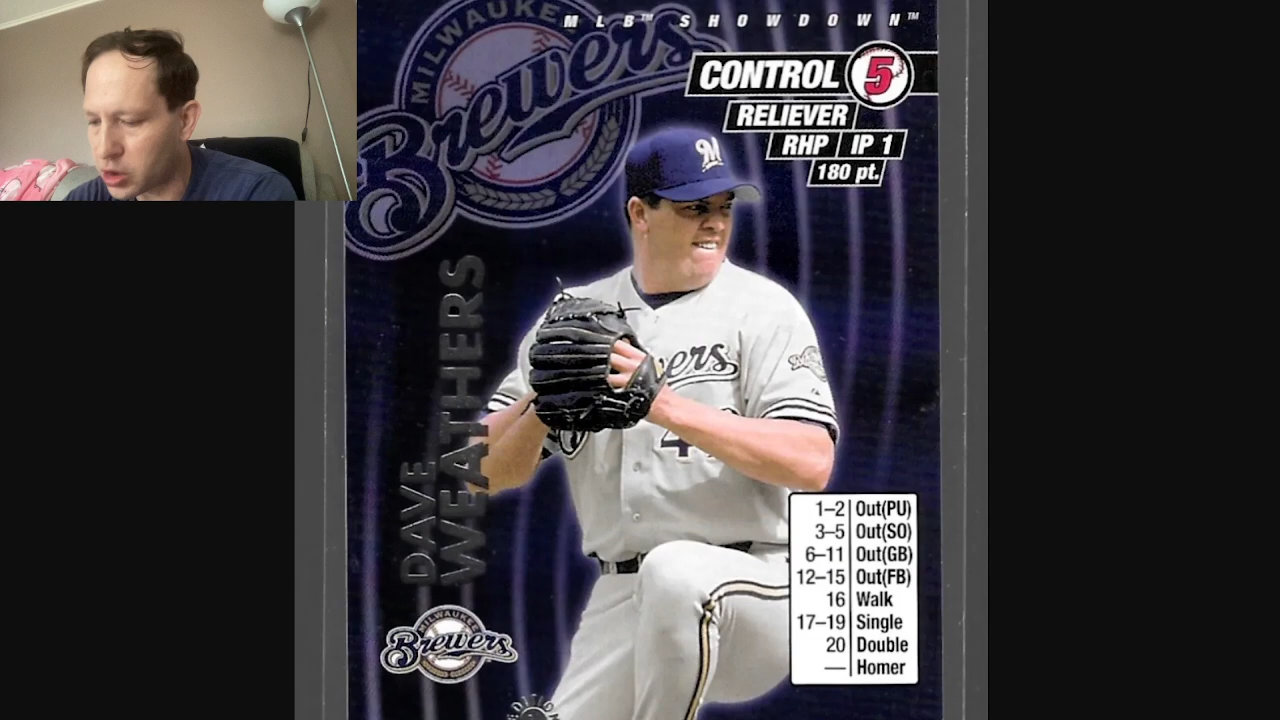 MLB™ SHOWDOWN™
MILWAUKEE
Brewers
CONTROL 5
RELIEVER
RHP IP 1
180 pt.
M
ers
4
DAVE
WEATHERS
1–2 Out(PU)
3–5 Out(SO)
6–11 Out(GB)
12–15 Out(FB)
16 Walk
17–19 Single
20 Double
— Homer
MILWAUKEE
Brewers